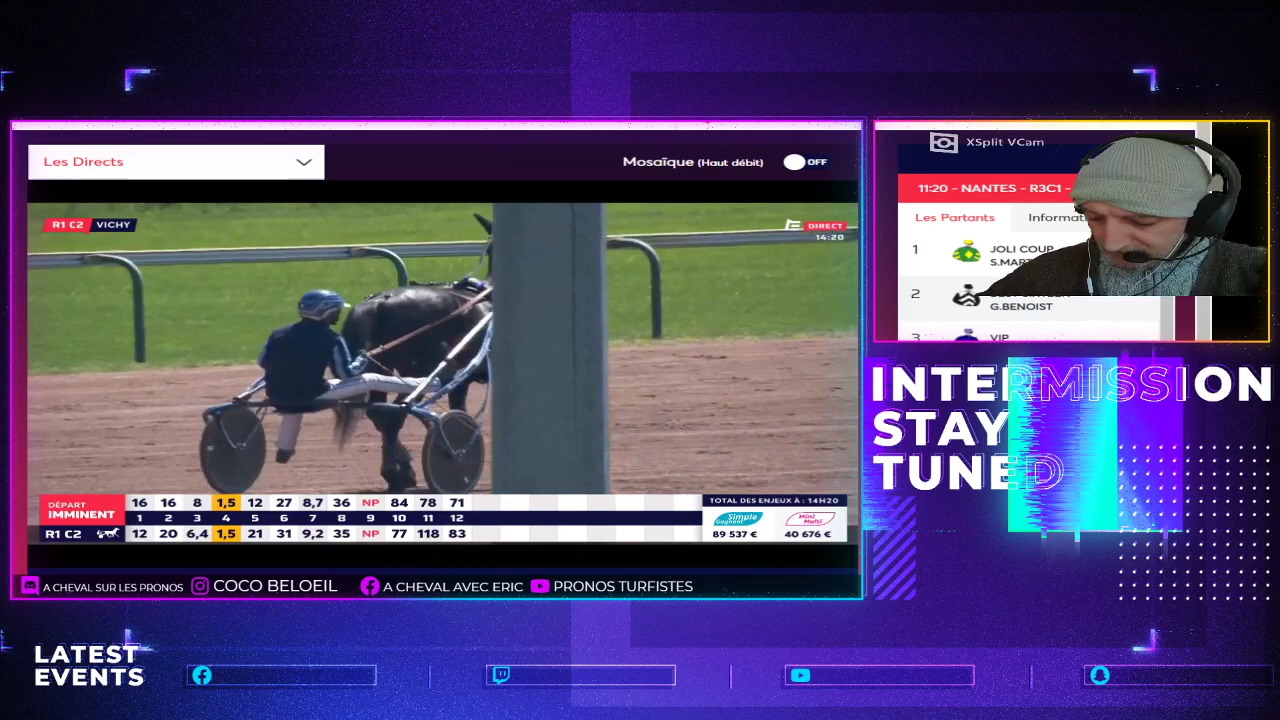 Les Directs
Mosaïque (Haut débit)
OFF
R1 C2 VICHY
DIRECT
14:20
DÉPART
IMMINENT
16 16 8 1,5 12 27 8,7 36 NP 84 78 71
1 2 3 4 5 6 7 8 9 10 11 12
R1 C2 12 20 6,4 1,5 21 31 9,2 35 NP 77 118 83
TOTAL DES ENJEUX À : 14H20
Simple Gagnant
Mini Multi
89 537 € 40 676 €
A CHEVAL SUR LES PRONOS COCO BELOEIL A CHEVAL AVEC ERIC PRONOS TURFISTES
XSplit VCam
11:20 - NANTES - R3C1 -
Les Partants
1 JOLI COUP
2
G.BENOIST
3 VIP
INTERMISSION
STAY
TUNED
LATEST
EVENTS